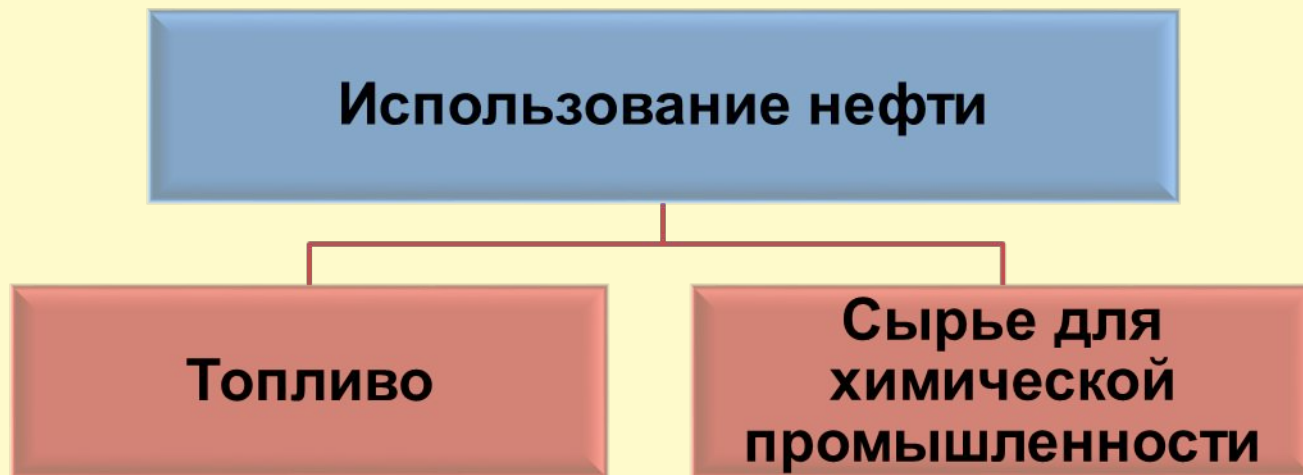 Использование нефти
Топливо
Сырье для
химической
промышленности